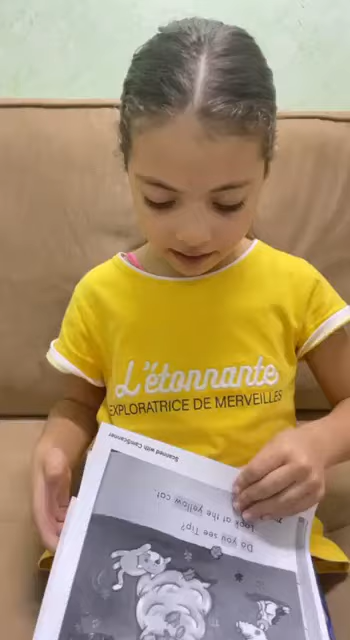 L'étonnante
EXPLORATRICE DE MERVEILLES
Scanned with CamScanner
Do you see Tip?
Look at the yellow cat.